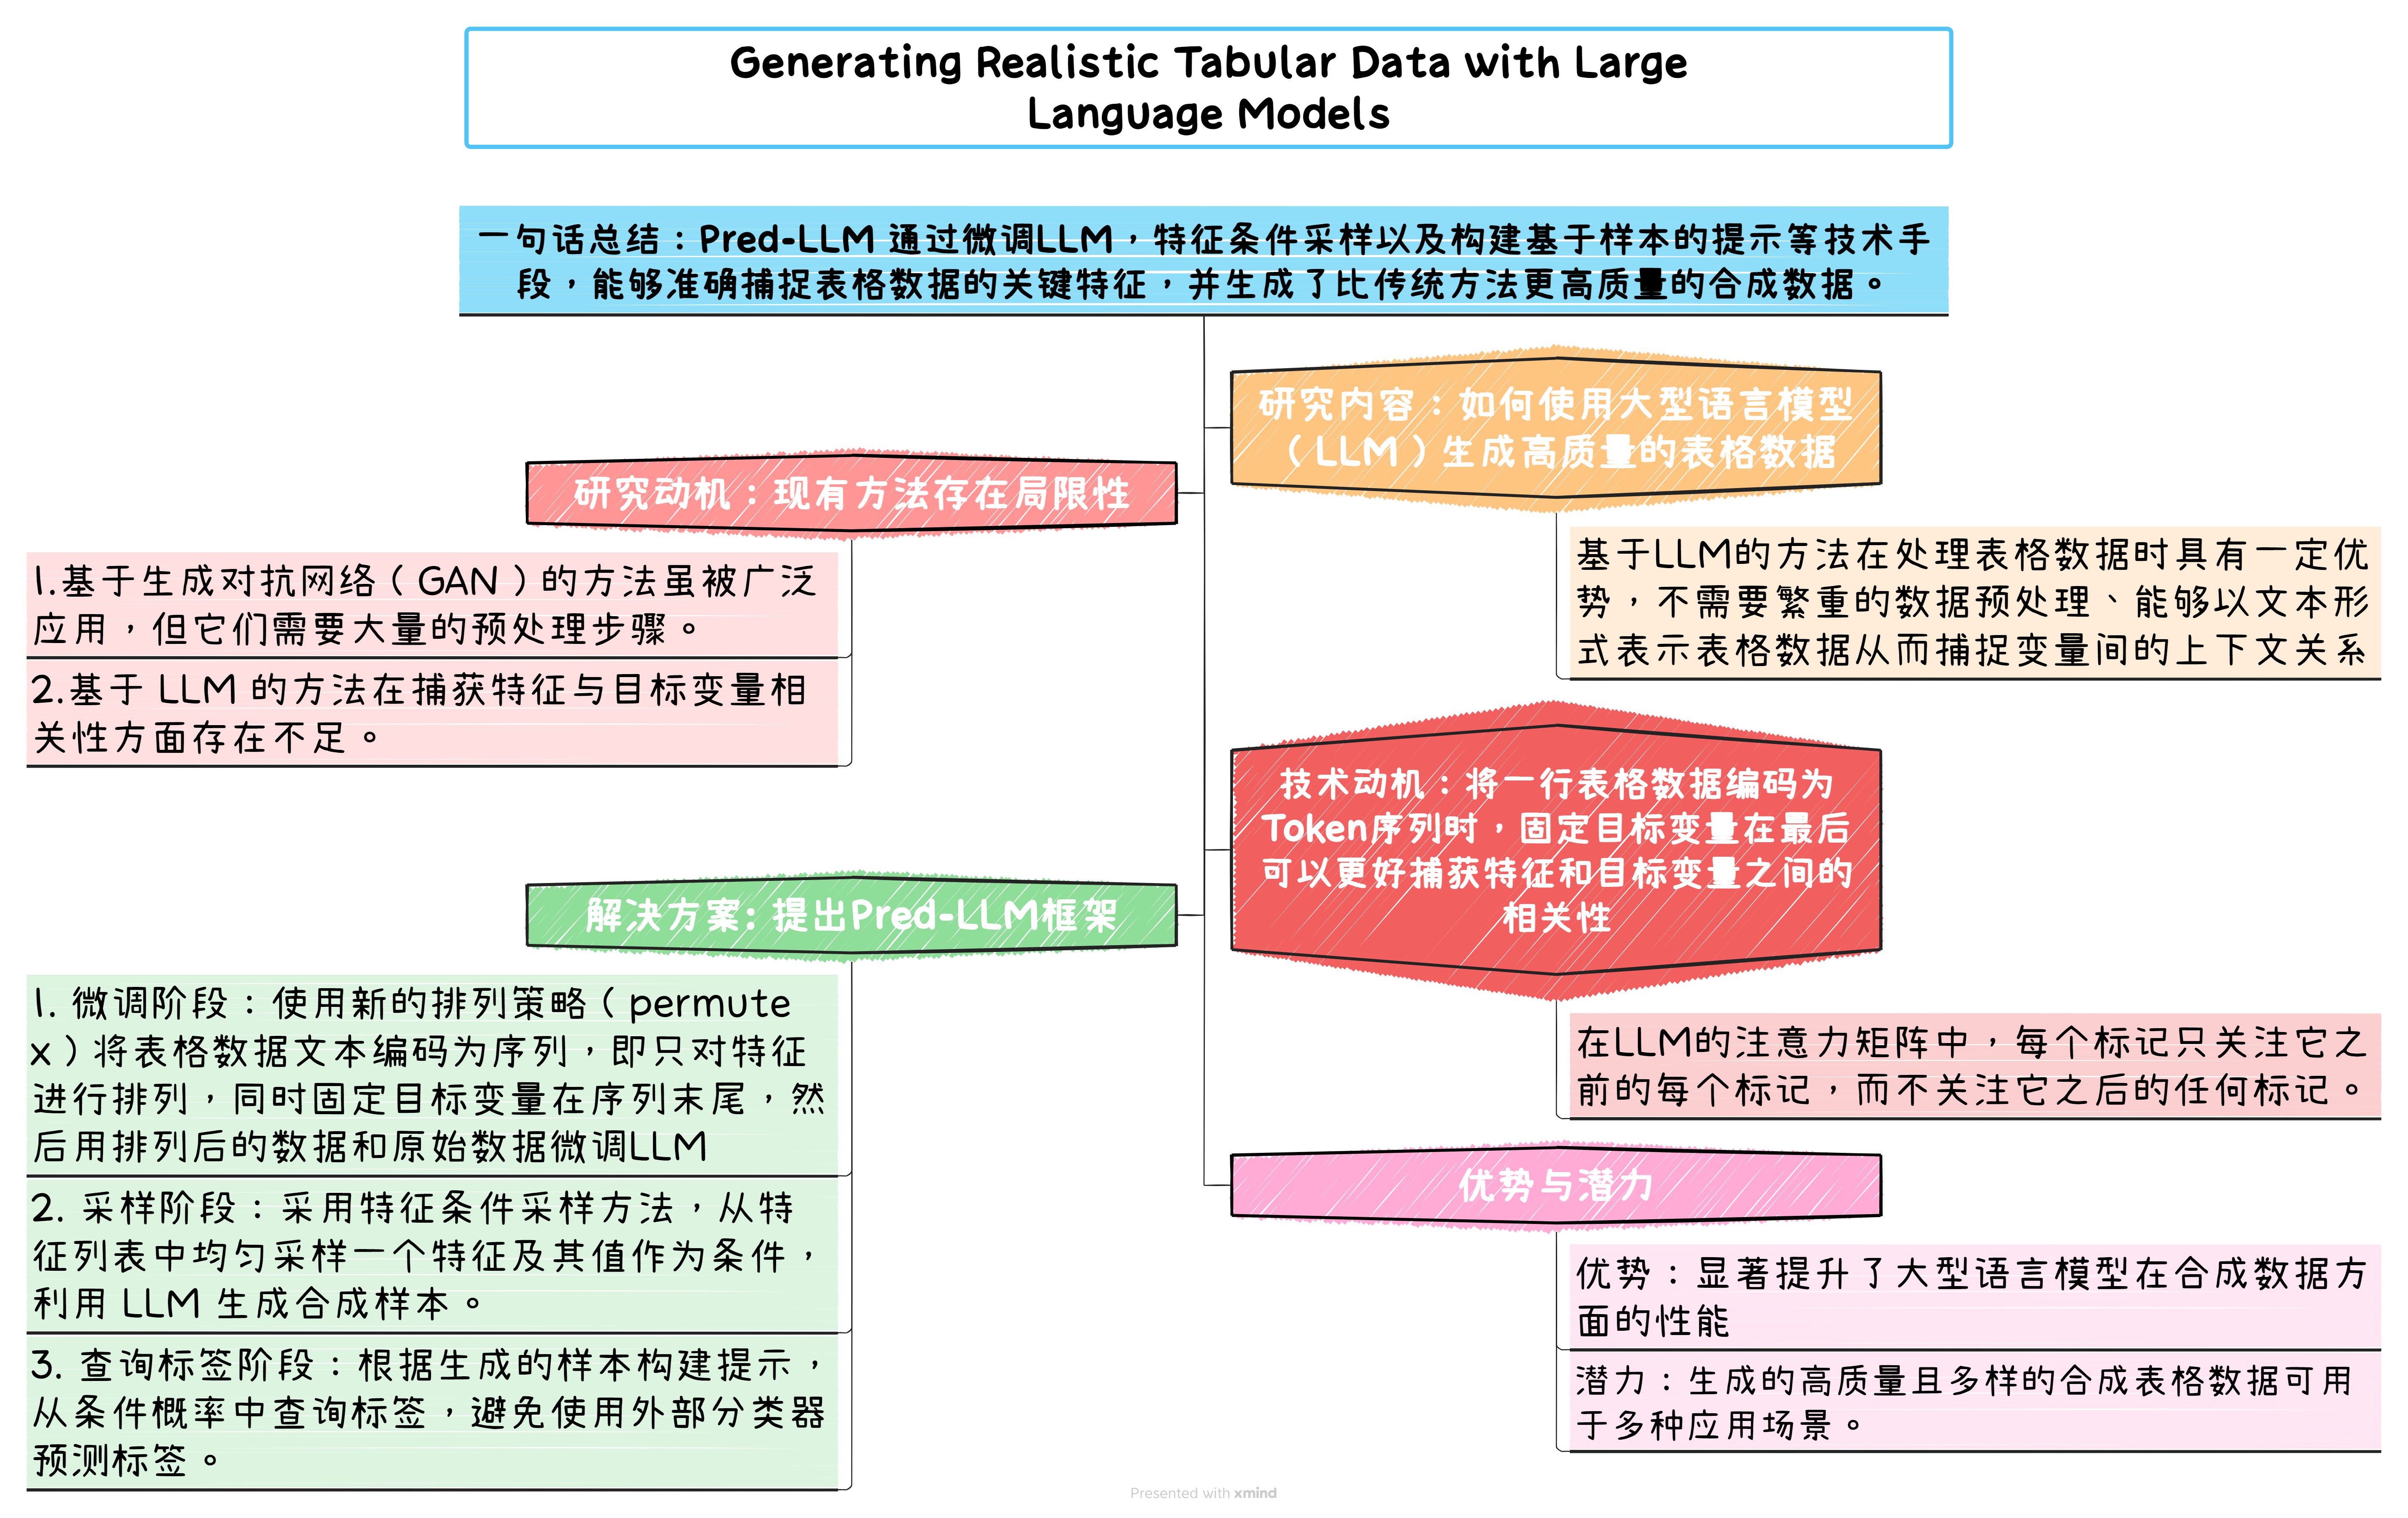 Generating Realistic Tabular Data with Large
Language Models
一句话总结：Pred-LLM 通过微调LLM，特征条件采样以及构建基于样本的提示等技术手
段，能够准确捕捉表格数据的关键特征，并生成了比传统方法更高质量的合成数据。
研究内容：如何使用大型语言模型
（LLM）生成高质量的表格数据
基于LLM的方法在处理表格数据时具有一定优
势，不需要繁重的数据预处理、能够以文本形
式表示表格数据从而捕捉变量间的上下文关系
研究动机：现有方法存在局限性
1.基于生成对抗网络（GAN）的方法虽被广泛
应用，但它们需要大量的预处理步骤。
2.基于 LLM 的方法在捕获特征与目标变量相
关性方面存在不足。
技术动机：将一行表格数据编码为
Token序列时，固定目标变量在最后
可以更好捕获特征和目标变量之间的
相关性
在LLM的注意力矩阵中，每个标记只关注它之
前的每个标记，而不关注它之后的任何标记。
解决方案: 提出Pred-LLM框架
1. 微调阶段：使用新的排列策略（permute
x）将表格数据文本编码为序列，即只对特征
进行排列，同时固定目标变量在序列末尾，然
后用排列后的数据和原始数据微调LLM
2. 采样阶段：采用特征条件采样方法，从特
征列表中均匀采样一个特征及其值作为条件，
利用 LLM 生成合成样本。
3. 查询标签阶段：根据生成的样本构建提示，
从条件概率中查询标签，避免使用外部分类器
预测标签。
优势与潜力
优势：显著提升了大型语言模型在合成数据方
面的性能
潜力：生成的高质量且多样的合成表格数据可用
于多种应用场景。
Presented with xmind